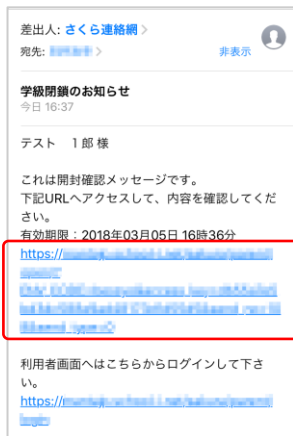 差出人: さくら連絡網
宛先:
非表示
学級閉鎖のお知らせ
今日 16:37
テスト　1郎 様
これは開封確認メッセージです。
下記URLへアクセスして、内容を確認してくだ
さい。
有効期限：2018年03月05日 16時36分
https://
利用者画面へはこちらからログインして下さ
い。
https://